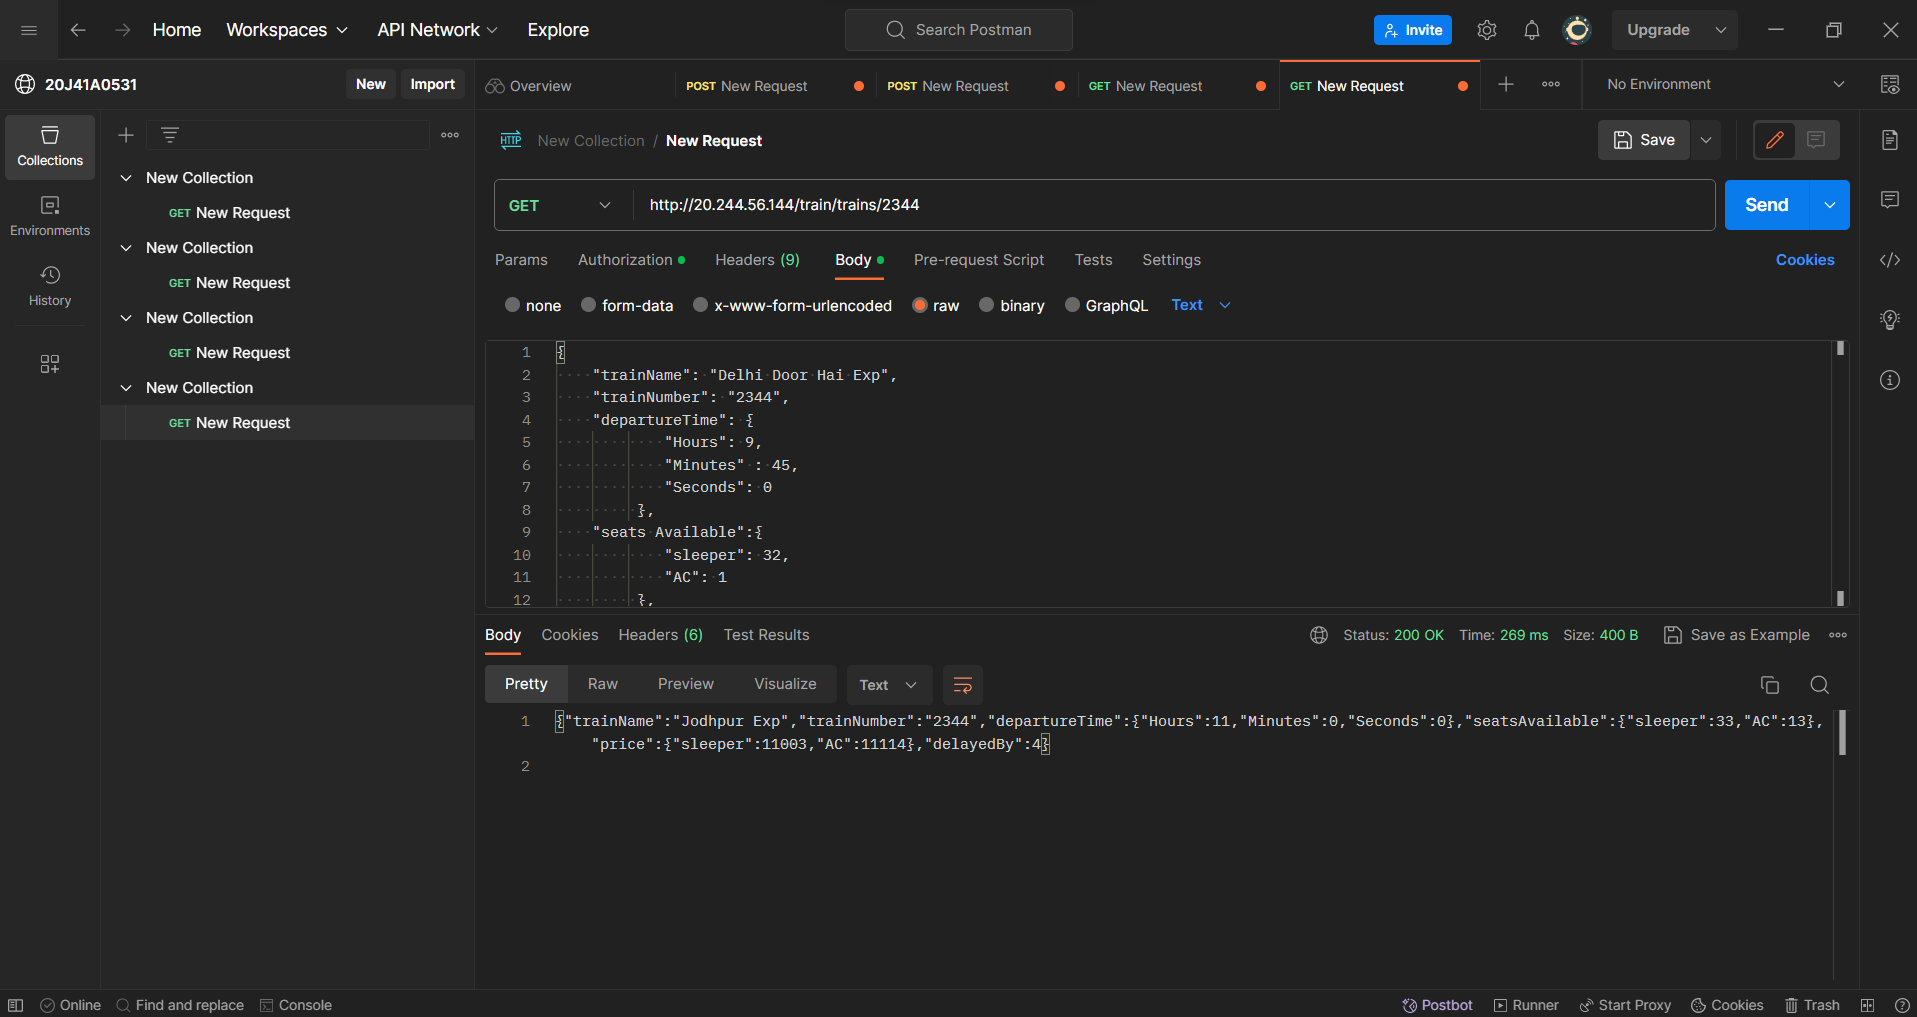 Home Workspaces API Network Explore Search Postman Invite Upgrade
20J41A0531 New Import Overview POST New Request POST New Request GET New Request GET New Request No Environment
Collections
Environments
History
New Collection
GET New Request
New Collection
GET New Request
New Collection
GET New Request
New Collection
GET New Request
HTTP New Collection / New Request Save
GET http://20.244.56.144/train/trains/2344 Send
Params Authorization Headers (9) Body Pre-request Script Tests Settings Cookies
none form-data x-www-form-urlencoded raw binary GraphQL Text
1 {
2 "trainName": "Delhi Door Hai Exp",
3 "trainNumber": "2344",
4 "departureTime": {
5 "Hours": 9,
6 "Minutes" : 45,
7 "Seconds": 0
8 },
9 "seats Available":{
10 "sleeper": 32,
11 "AC": 1
12 },
Body Cookies Headers (6) Test Results Status: 200 OK Time: 269 ms Size: 400 B Save as Example
Pretty Raw Preview Visualize Text
1 {"trainName":"Jodhpur Exp","trainNumber":"2344","departureTime":{"Hours":11,"Minutes":0,"Seconds":0},"seatsAvailable":{"sleeper":33,"AC":13},
"price":{"sleeper":11003,"AC":11114},"delayedBy":4}
2
Online Find and replace Console Postbot Runner Start Proxy Cookies Trash